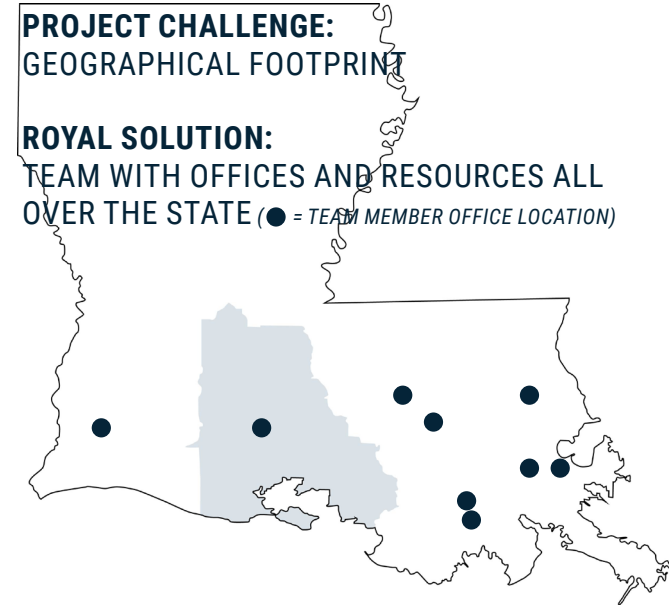 PROJECT CHALLENGE:
GEOGRAPHICAL FOOTPRINT
ROYAL SOLUTION:
TEAM WITH OFFICES AND RESOURCES ALL
OVER THE STATE (● = TEAM MEMBER OFFICE LOCATION)